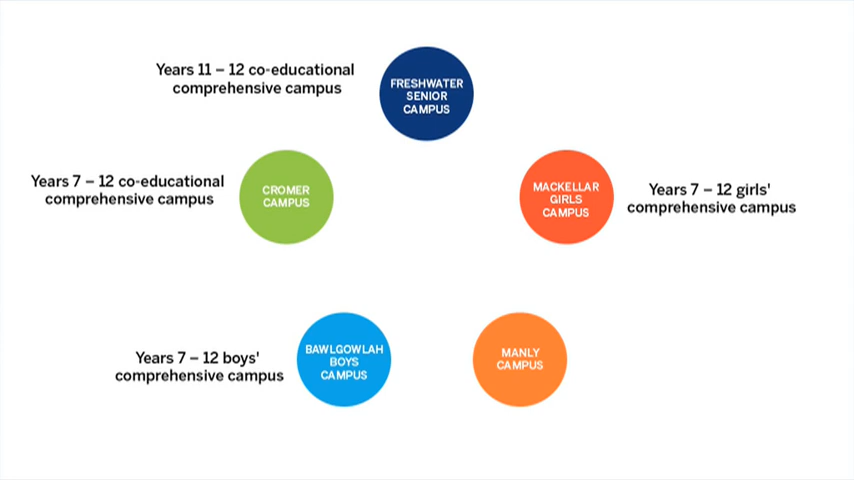 Years 11 – 12 co-educational
comprehensive campus
FRESHWATER
SENIOR
CAMPUS
Years 7 – 12 co-educational
comprehensive campus
CROMER
CAMPUS
MACKELLAR
GIRLS
CAMPUS
Years 7 – 12 girls'
comprehensive campus
Years 7 – 12 boys'
comprehensive campus
BAWLGOWLAH
BOYS
CAMPUS
MANLY
CAMPUS